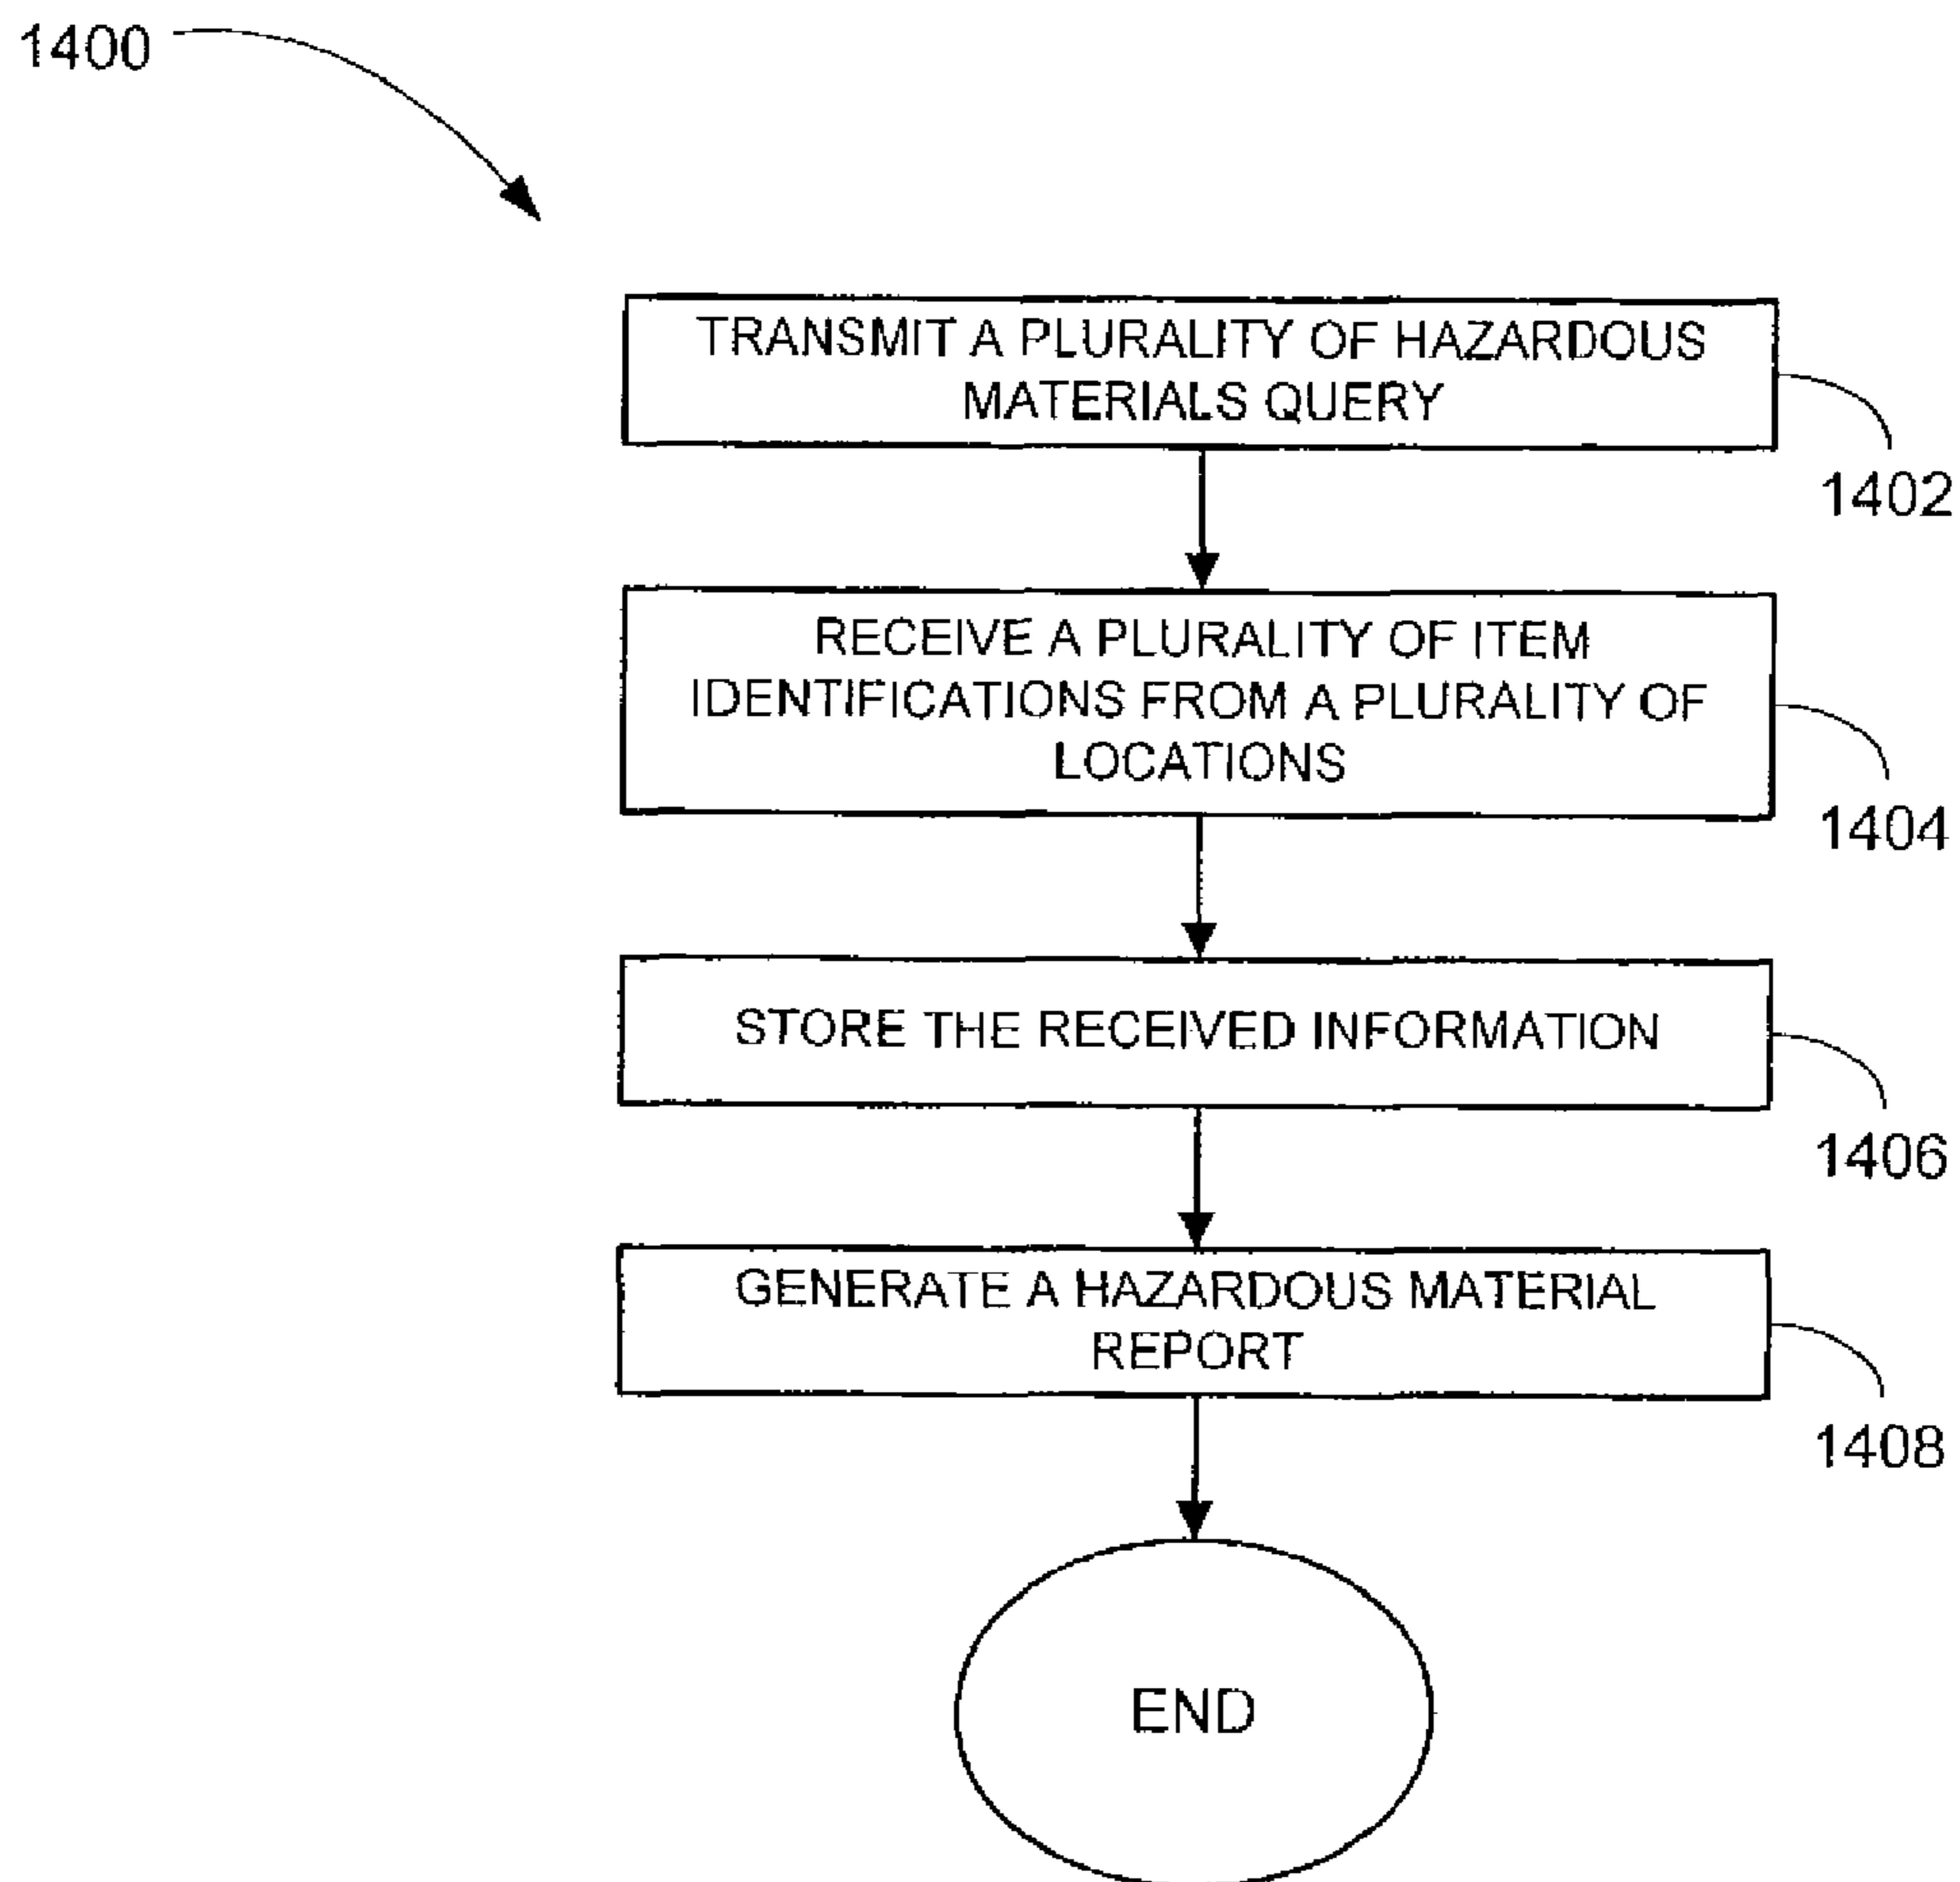 1400
TRANSMIT A PLURALITY OF HAZARDOUS
MATERIALS QUERY
1402
RECEIVE A PLURALITY OF ITEM
IDENTIFICATIONS FROM A PLURALITY OF
LOCATIONS
1404
STORE THE RECEIVED INFORMATION
1406
GENERATE A HAZARDOUS MATERIAL
REPORT
1408
END